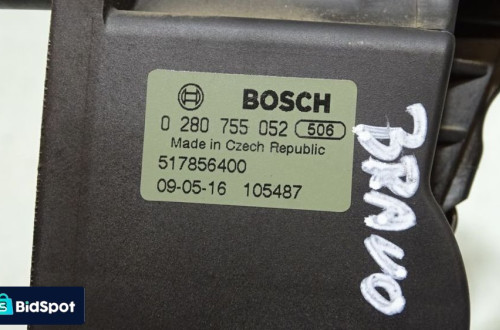 BOSCH
0 280 755 052 506
Made in Czech Republic
517856400
09-05-16 105487
BRAVO
BidSpot